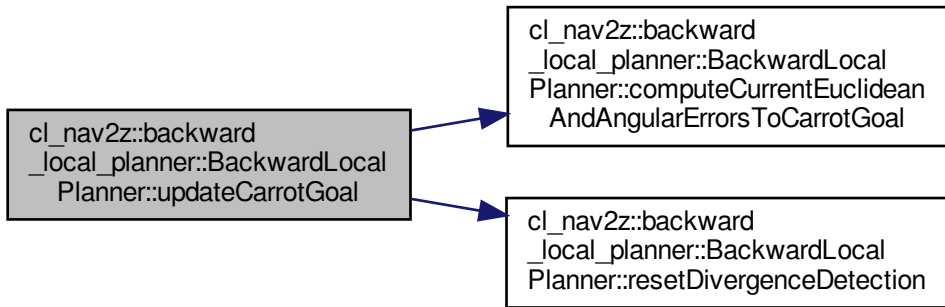 cl_nav2z::backward
_local_planner::BackwardLocal
Planner::updateCarrotGoal
cl_nav2z::backward
_local_planner::BackwardLocal
Planner::computeCurrentEuclidean
AndAngularErrorsToCarrotGoal
cl_nav2z::backward
_local_planner::BackwardLocal
Planner::resetDivergenceDetection